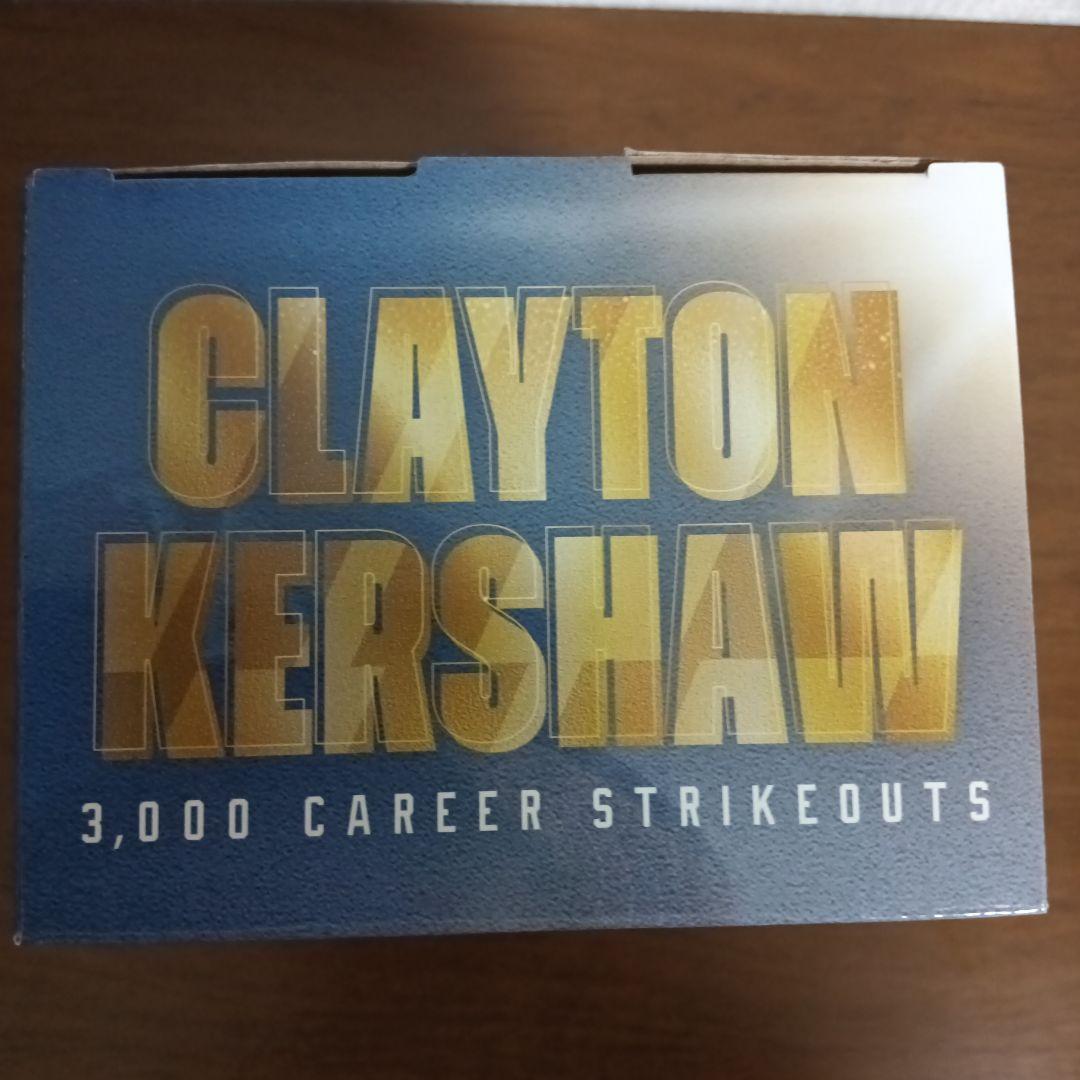 CLAYTON
KERSHAW
3,000 CAREER STRIKEOUTS